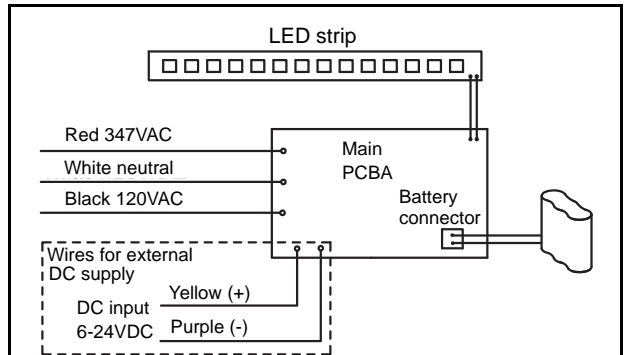 LED strip
Red 347VAC
White neutral
Black 120VAC
Main
PCBA
Battery
connector
Wires for external
DC supply
Yellow (+)
DC input
6-24VDC
Purple (-)